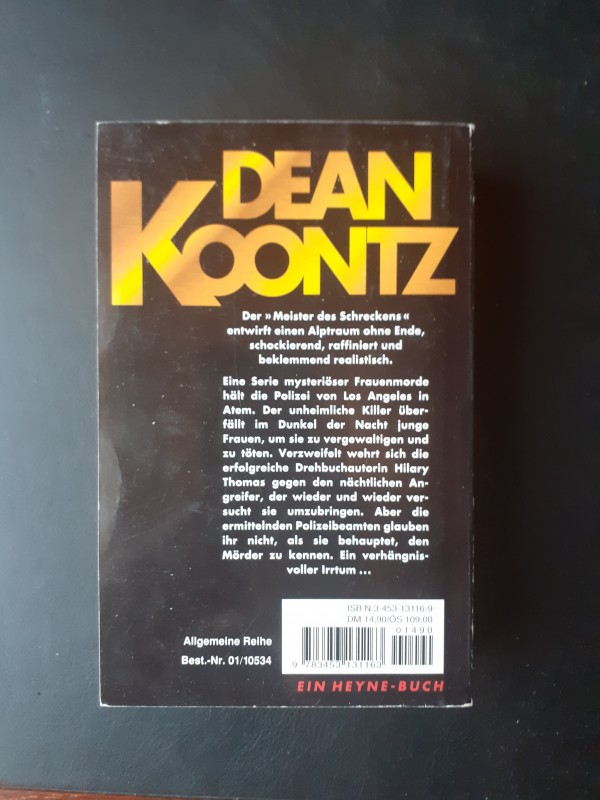 DEAN
KOONTZ
Der »Meister des Schreckens«
entwirft einen Alptraum ohne Ende,
schockierend, raffiniert und
beklemmend realistisch.
Eine Serie mysteriöser Frauenmorde
hält die Polizei von Los Angeles in
Atem. Der unheimliche Killer über-
fällt im Dunkel der Nacht junge
Frauen, um sie zu vergewaltigen und
zu töten. Verzweifelt wehrt sich die
erfolgreiche Drehbuchautorin Hilary
Thomas gegen den nächtlichen An-
greifer, der wieder und wieder ver-
sucht sie umzubringen. Aber die
ermittelnden Polizeibeamten glauben
ihr nicht, als sie behauptet, den
Mörder zu kennen. Ein verhängnis-
voller Irrtum ...
ISBN 3-453-13116-9
DM 14,90/ÖS 109,00
01490
Allgemeine Reihe
Best.-Nr. 01/10534
9 783453 131163
EIN HEYNE-BUCH